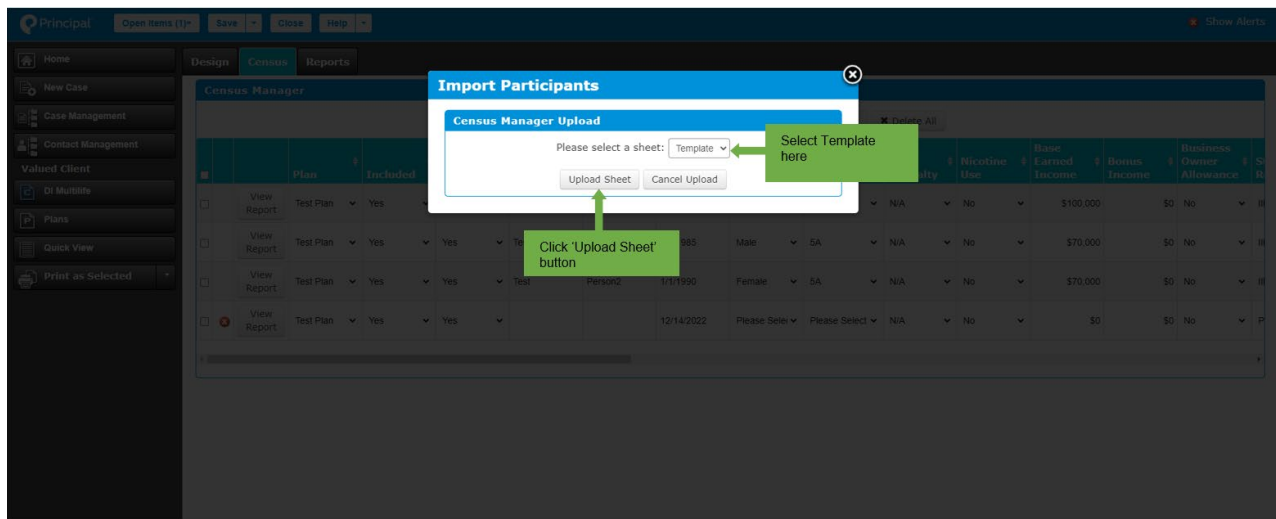 Principal Open Items (1) Save Close Help Show Alerts
Home
New Case
Case Management
Contact Management
Valued Client
DI Multilife
Plans
Quick View
Print as Selected
Design Census Reports
Census Manager
Delete All
Import Participants
Census Manager Upload
Please select a sheet: Template
Upload Sheet Cancel Upload
Select Template here
Click 'Upload Sheet' button
Plan Included Nicotine Use Base Earned Income Bonus Income Business Owner Allowance
View Report Test Plan Yes N/A No $100,000 $0 No
View Report Test Plan Yes Yes Male 5A N/A No $70,000 $0 No
View Report Test Plan Yes Yes Test Person2 1/1/1990 Female 5A N/A No $70,000 $0 No
View Report Test Plan Yes Yes 12/14/2022 Please Select N/A No $0 $0 No